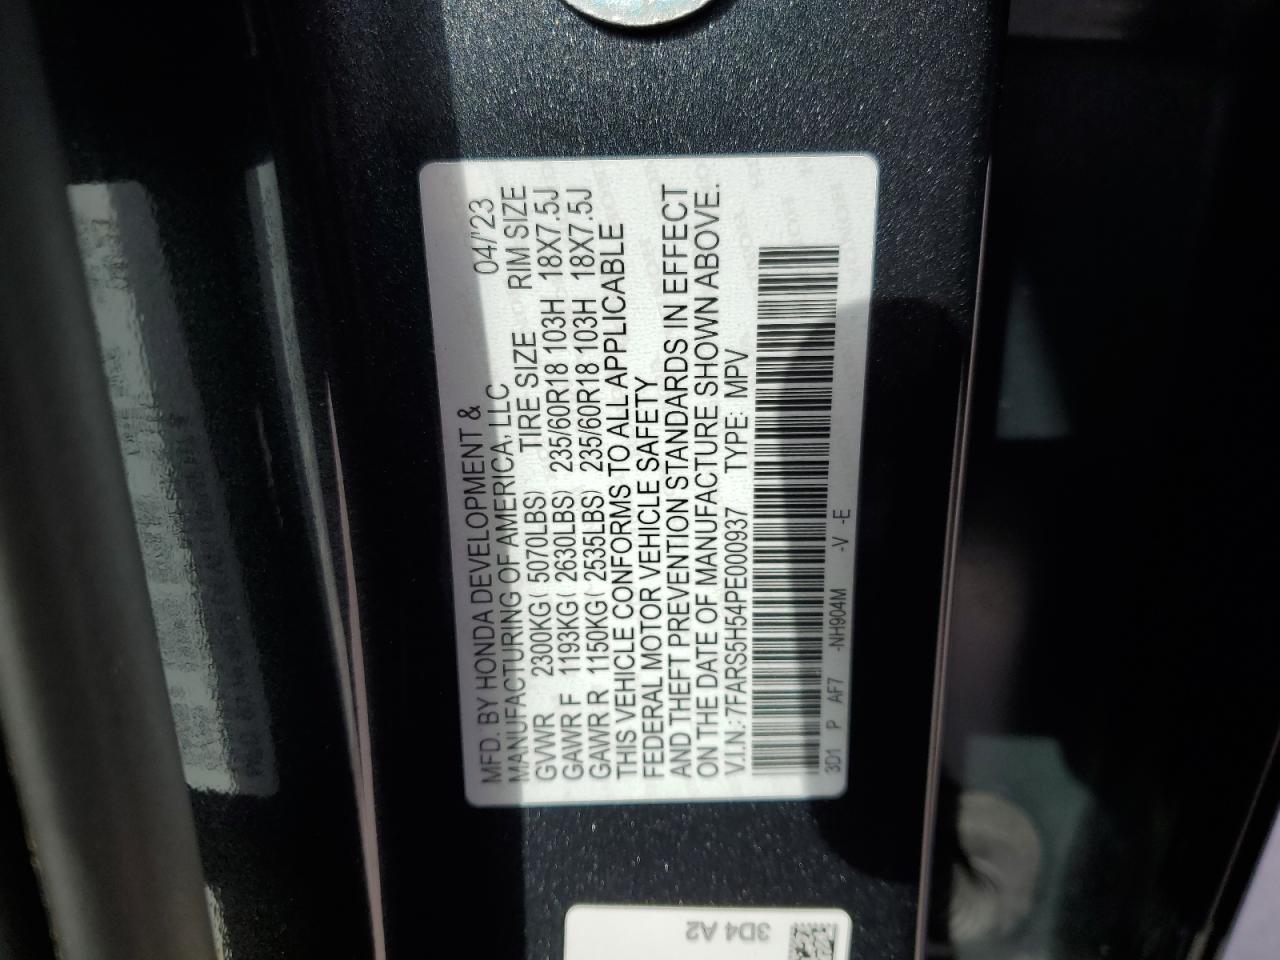 MFD. BY HONDA DEVELOPMENT &
MANUFACTURING OF AMERICA, LLC 04/'23
GVWR 2300KG( 5070LBS) TIRE SIZE RIM SIZE
GAWR F 1193KG( 2630LBS) 235/60R18 103H 18X7.5J
GAWR R 1150KG( 2535LBS) 235/60R18 103H 18X7.5J
THIS VEHICLE CONFORMS TO ALL APPLICABLE
FEDERAL MOTOR VEHICLE SAFETY
AND THEFT PREVENTION STANDARDS IN EFFECT
ON THE DATE OF MANUFACTURE SHOWN ABOVE.
V.I.N.: 7FARS5H54PE000937 TYPE: MPV
3D1 P AF7 -NH904M -V -E
3D4 A2